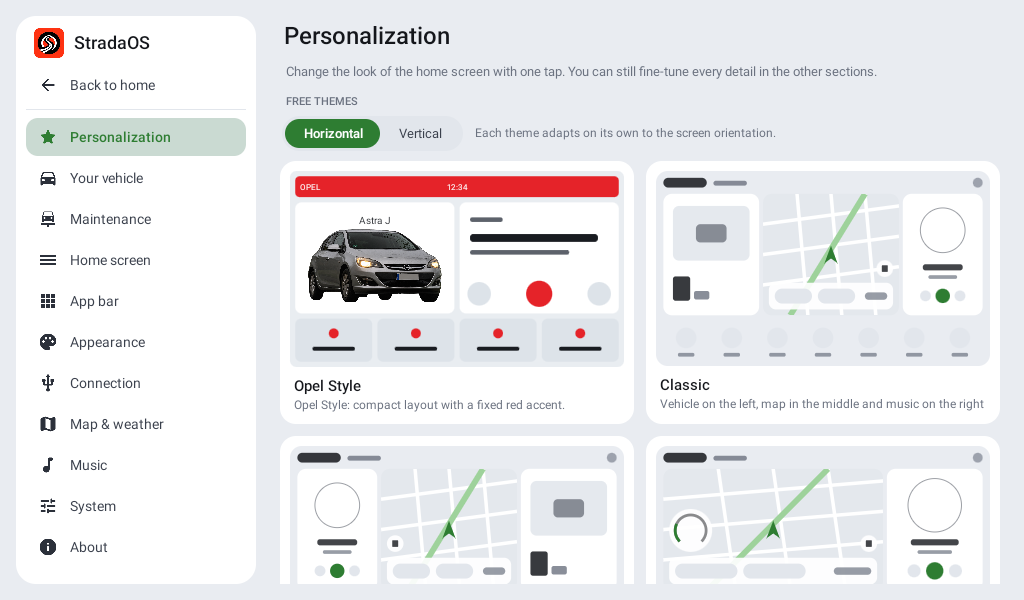 StradaOS
Back to home
Personalization
Your vehicle
Maintenance
Home screen
App bar
Appearance
Connection
Map & weather
Music
System
About
Personalization
Change the look of the home screen with one tap. You can still fine-tune every detail in the other sections.
FREE THEMES
Horizontal
Vertical
Each theme adapts on its own to the screen orientation.
OPEL
12:34
Astra J
Opel Style
Opel Style: compact layout with a fixed red accent.
Classic
Vehicle on the left, map in the middle and music on the right